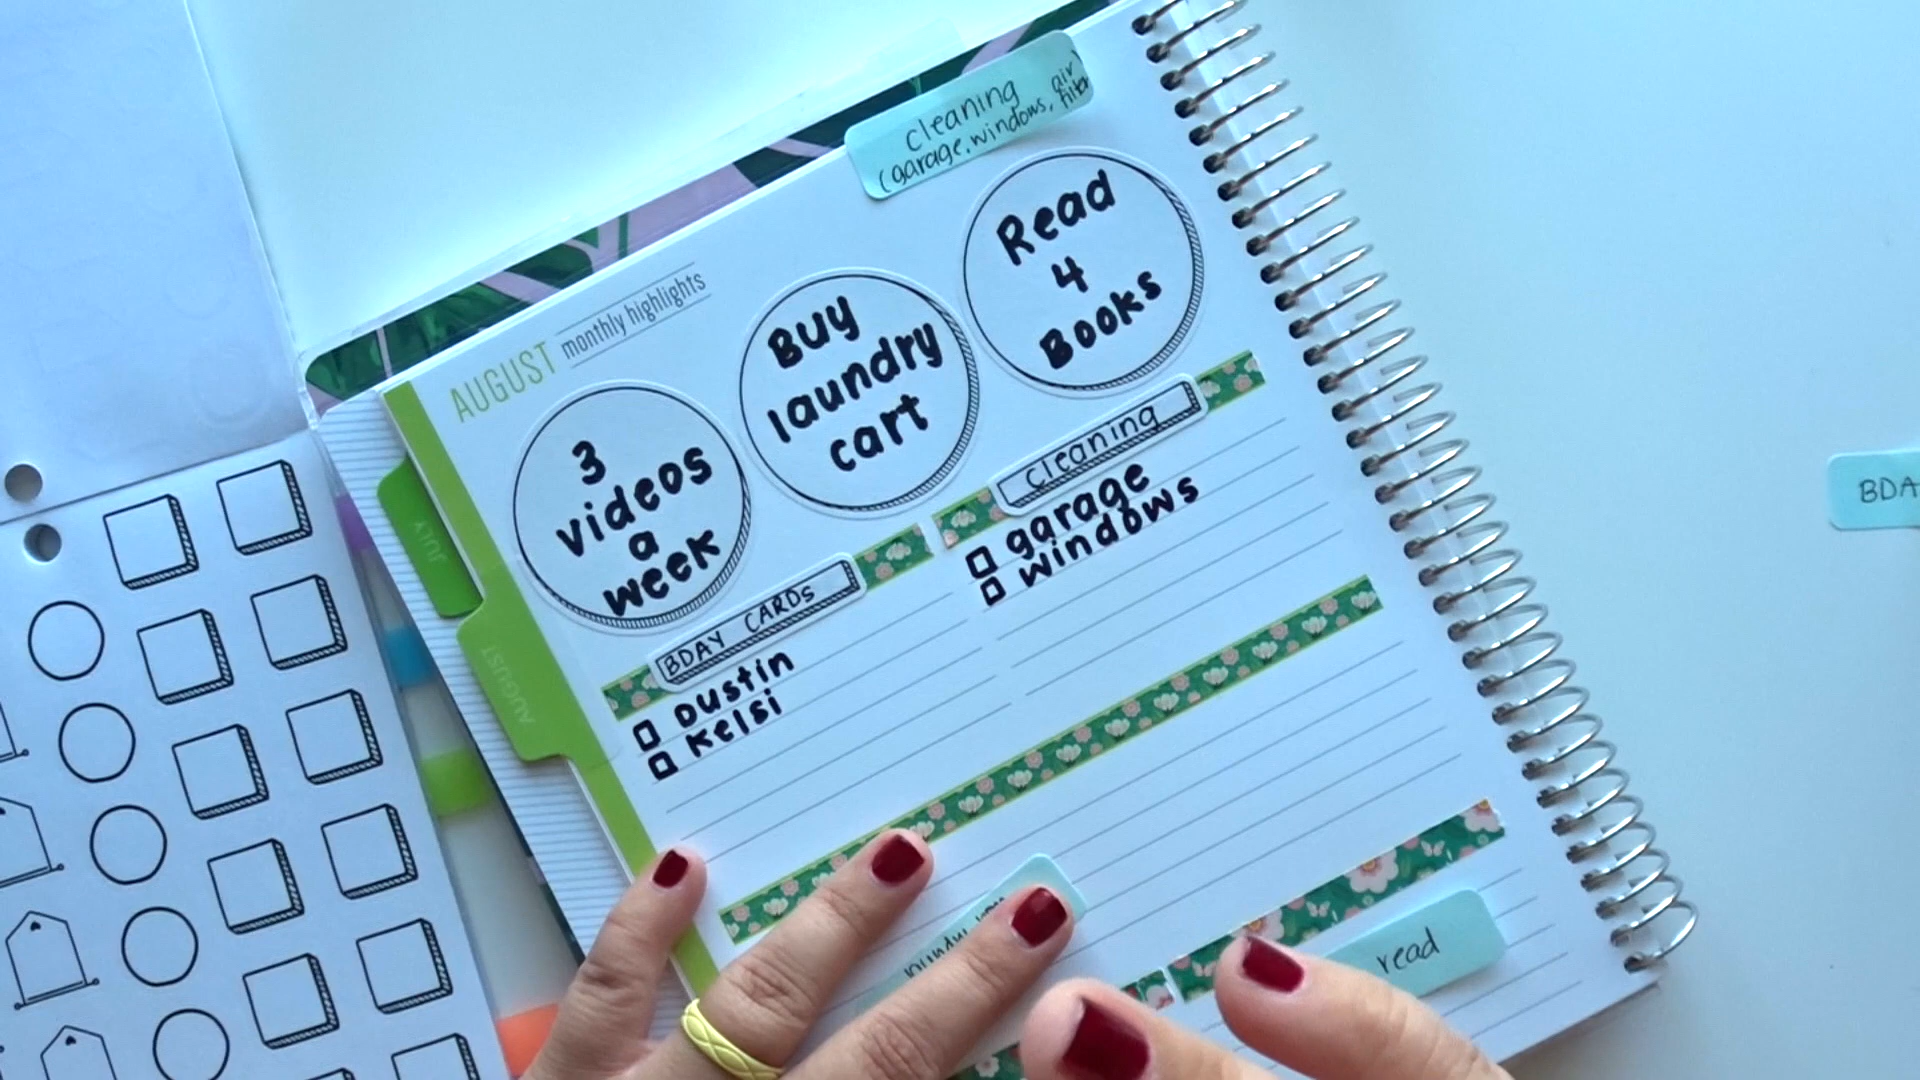 cleaning
(garage, windows, air
filter
AUGUST
monthly highlights
3
videos
a
week
Buy
laundry
cart
Read
4
Books
BDAY CARDS
Dustin
Kelsi
cleaning
garage
windows
JULY
AUGUST
read
BDA